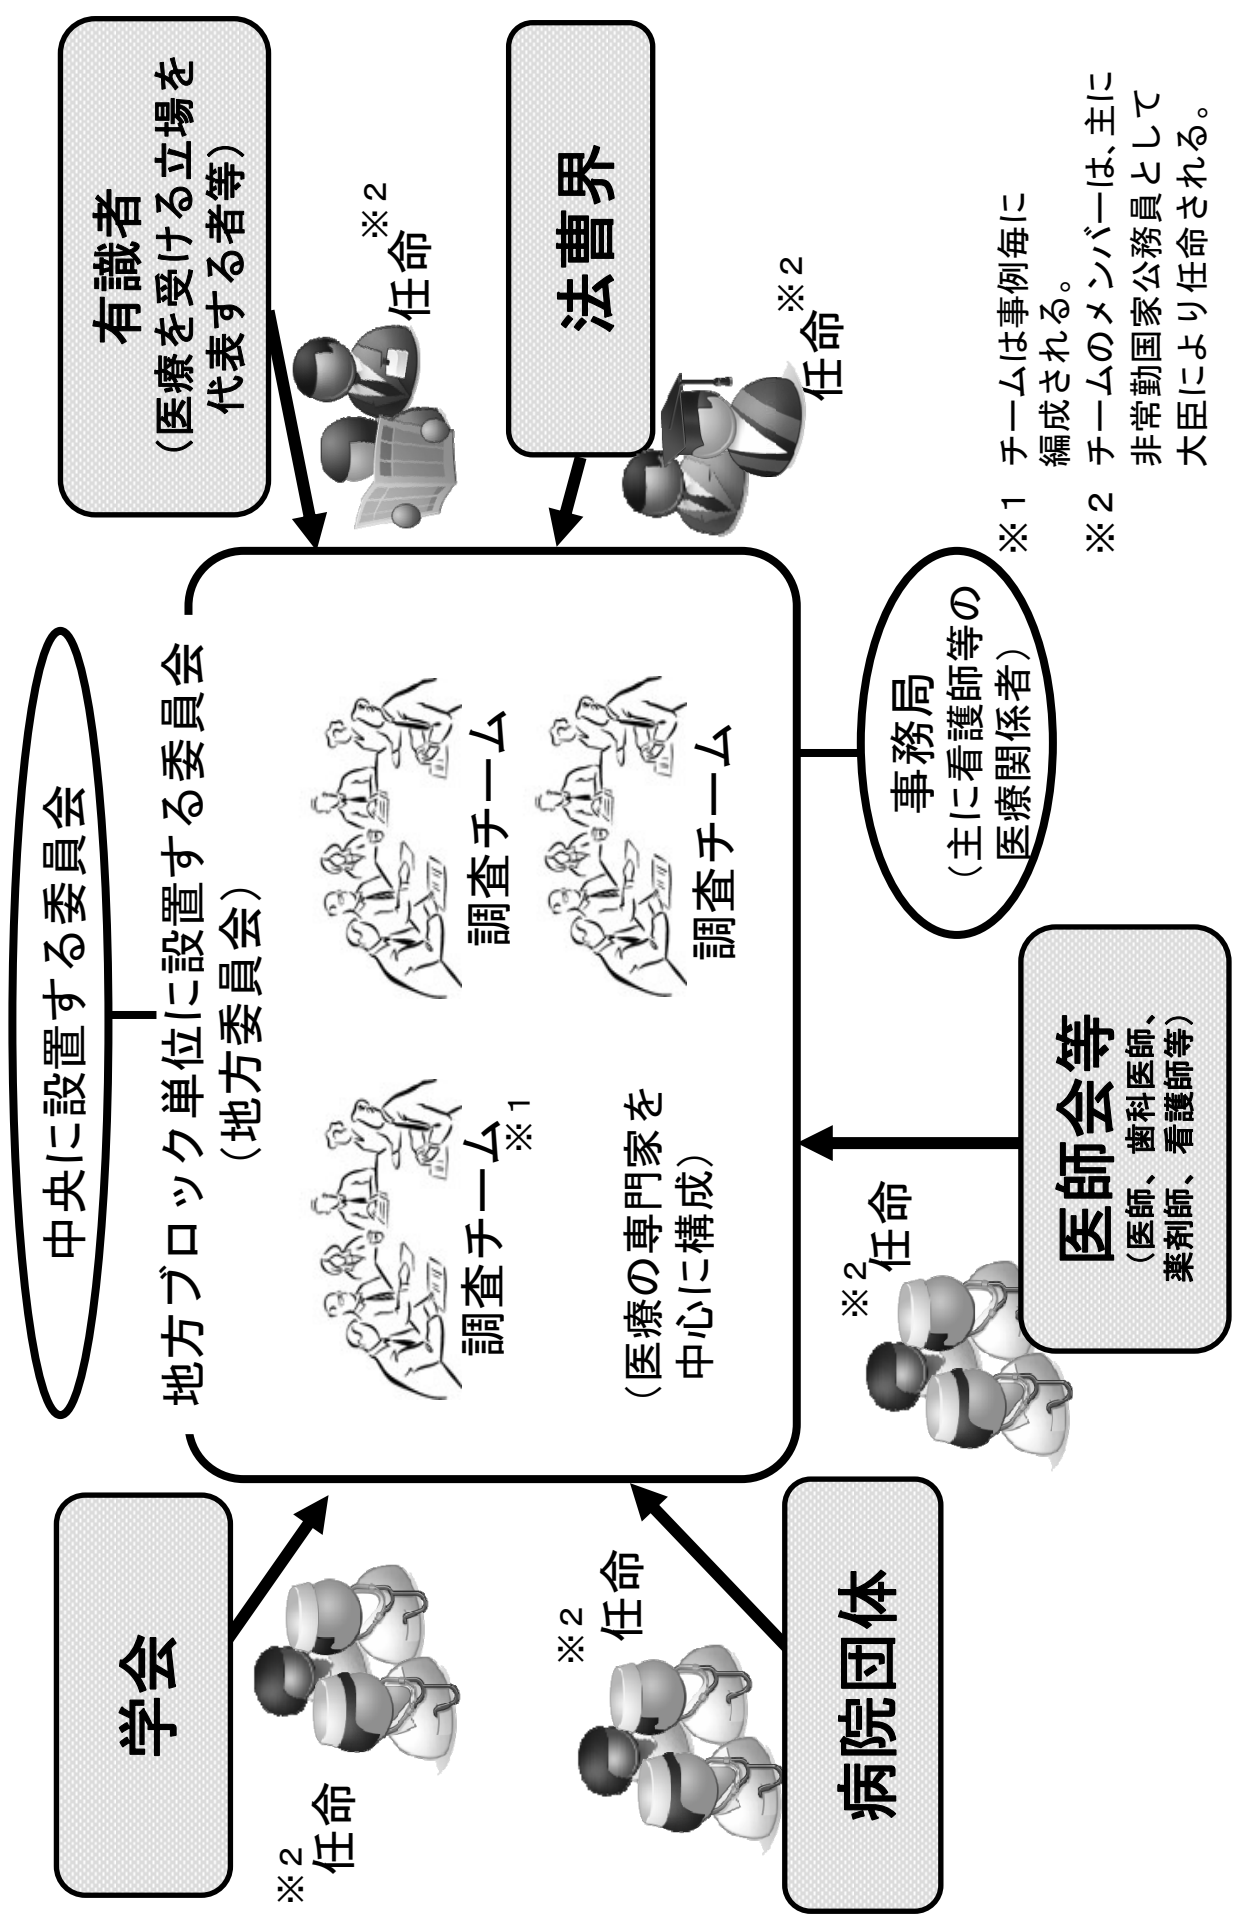 中央に設置する委員会
地方ブロック単位に設置する委員会
（地方委員会）
学会
※２
任命
有識者
（医療を受ける立場を
代表する者等）
※２
任命
調査チーム
※１
調査チーム
調査チーム
（医療の専門家を
中心に構成）
病院団体
※２
任命
法曹界
※２
任命
医師会等
（医師、歯科医師、
薬剤師、看護師等）
※２
任命
事務局
（主に看護師等の
医療関係者）
※１　チームは事例毎に
編成される。
※２　チームのメンバーは、主に
非常勤国家公務員として
大臣により任命される。